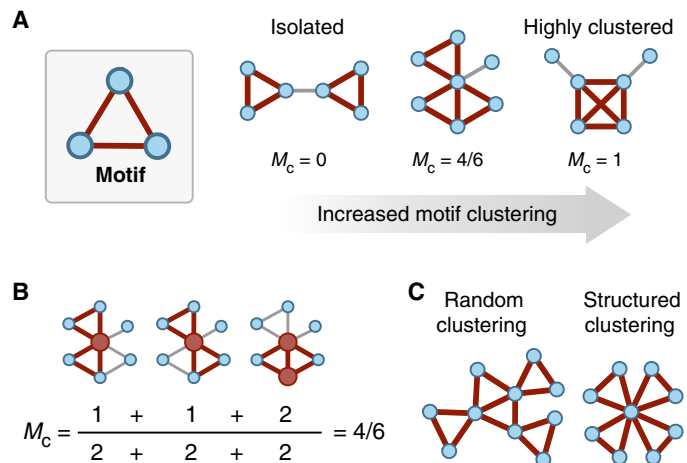 A
Isolated
Highly clustered
Motif
Mc = 0
Mc = 4/6
Mc = 1
Increased motif clustering
B
Mc = 1 + 1 + 2 = 4/6
2 + 2 + 2
C
Random clustering
Structured clustering